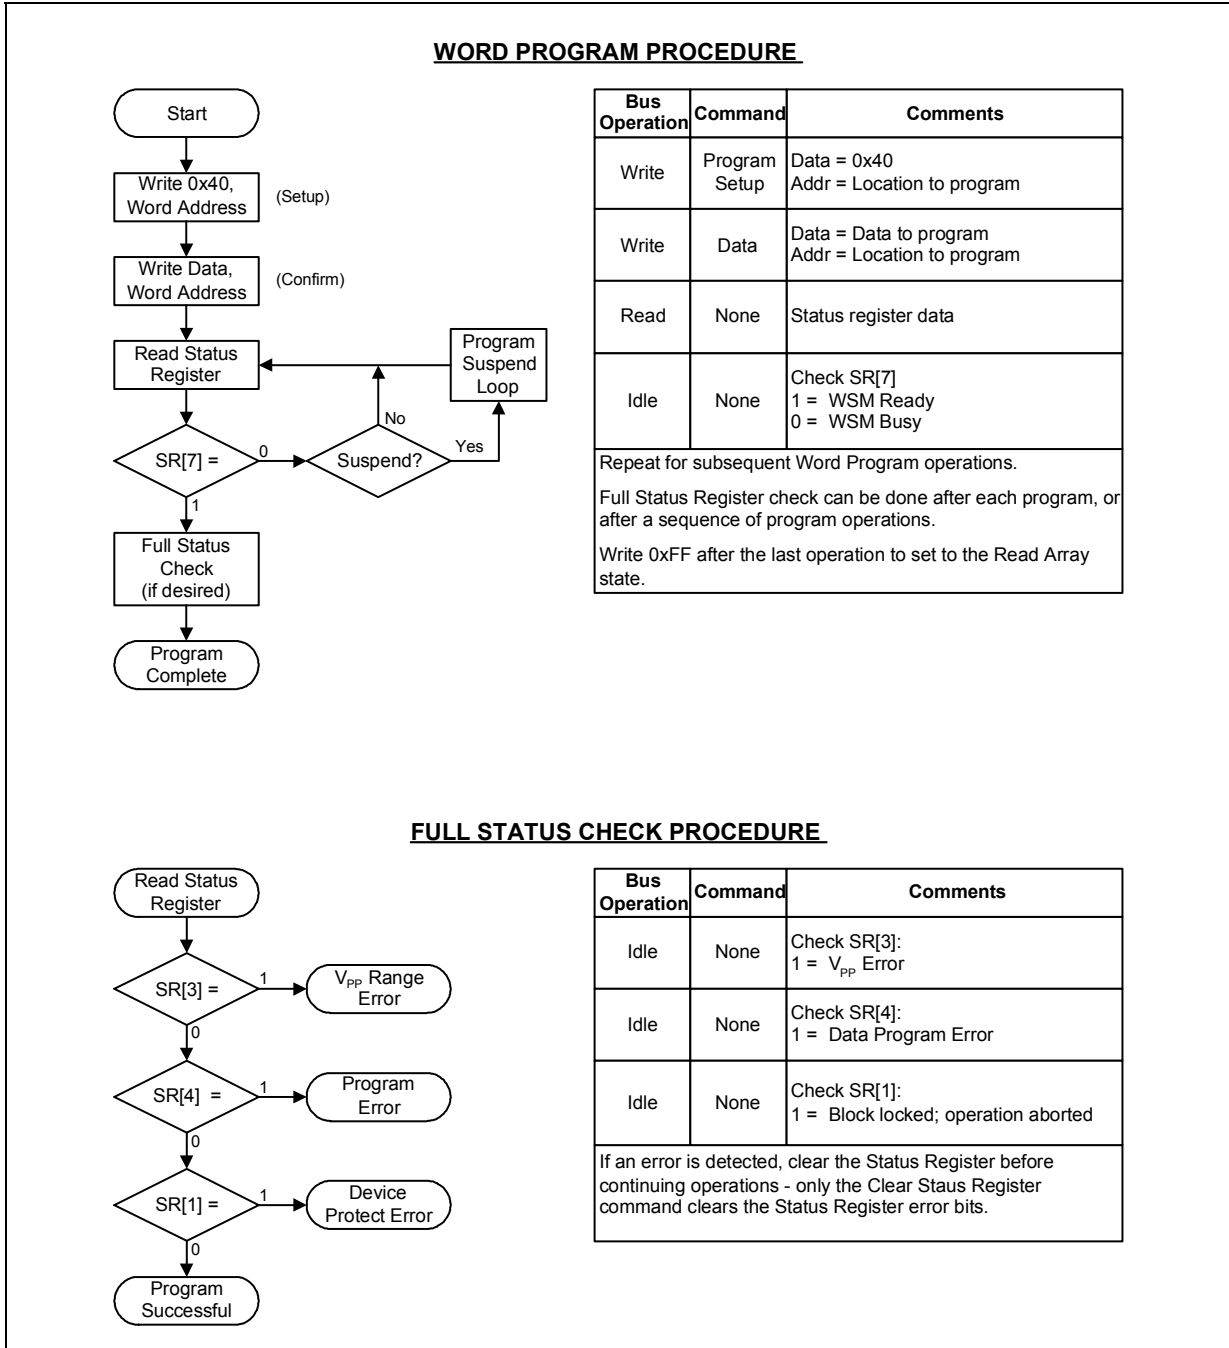 WORD PROGRAM PROCEDURE
Start
Write 0x40,
Word Address
(Setup)
Write Data,
Word Address
(Confirm)
Read Status
Register
Program
Suspend
Loop
No
SR[7] =
0
Suspend?
Yes
1
Full Status
Check
(if desired)
Program
Complete
Bus
Operation
Command
Comments
Write
Program
Setup
Data = 0x40
Addr = Location to program
Write
Data
Data = Data to program
Addr = Location to program
Read
None
Status register data
Idle
None
Check SR[7]
1 = WSM Ready
0 = WSM Busy
Repeat for subsequent Word Program operations.
Full Status Register check can be done after each program, or
after a sequence of program operations.
Write 0xFF after the last operation to set to the Read Array
state.
FULL STATUS CHECK PROCEDURE
Read Status
Register
SR[3] =
1
VPP Range
Error
0
SR[4] =
1
Program
Error
0
SR[1] =
1
Device
Protect Error
0
Program
Successful
Bus
Operation
Command
Comments
Idle
None
Check SR[3]:
1 = VPP Error
Idle
None
Check SR[4]:
1 = Data Program Error
Idle
None
Check SR[1]:
1 = Block locked; operation aborted
If an error is detected, clear the Status Register before
continuing operations - only the Clear Staus Register
command clears the Status Register error bits.